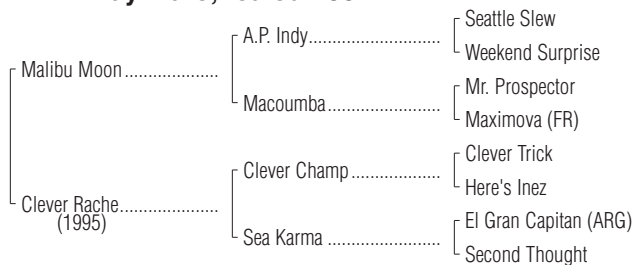 Seattle Slew
A.P. Indy
Weekend Surprise
Malibu Moon
Mr. Prospector
Macoumba
Maximova (FR)
Clever Trick
Clever Champ
Here's Inez
Clever Rache
(1995)
El Gran Capitan (ARG)
Sea Karma
Second Thought